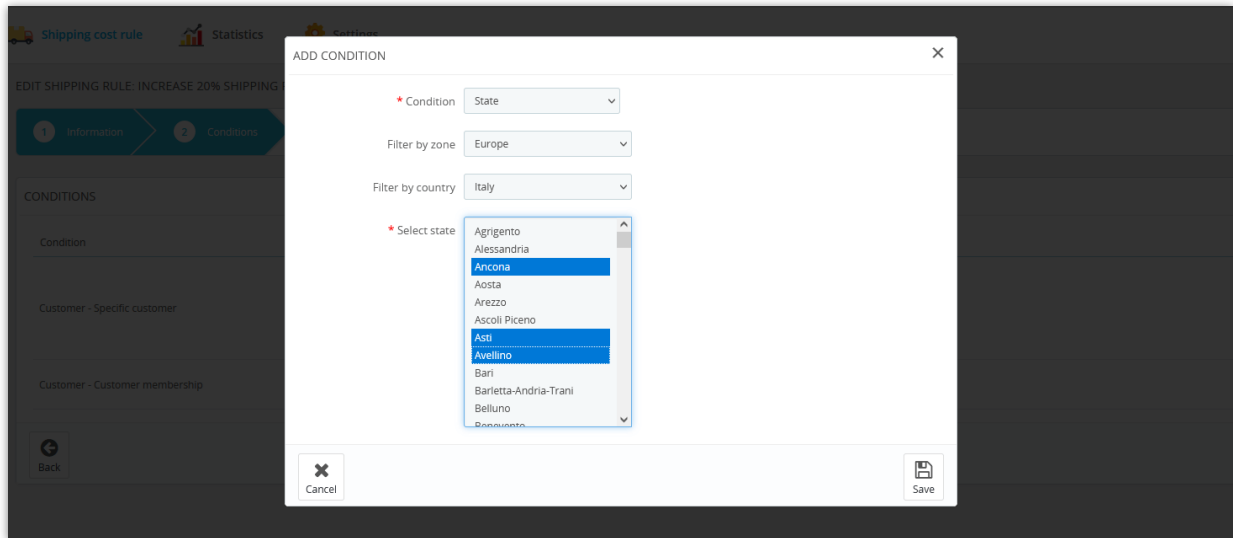 Shipping cost rule
Statistics
Settings
EDIT SHIPPING RULE: INCREASE 20% SHIPPING
1 Information
2 Conditions
CONDITIONS
Condition
Customer - Specific customer
Customer - Customer membership
Back
ADD CONDITION
* Condition State
Filter by zone Europe
Filter by country Italy
* Select state
Agrigento
Alessandria
Ancona
Aosta
Arezzo
Ascoli Piceno
Asti
Avellino
Bari
Barletta-Andria-Trani
Belluno
Benevento
Cancel
Save